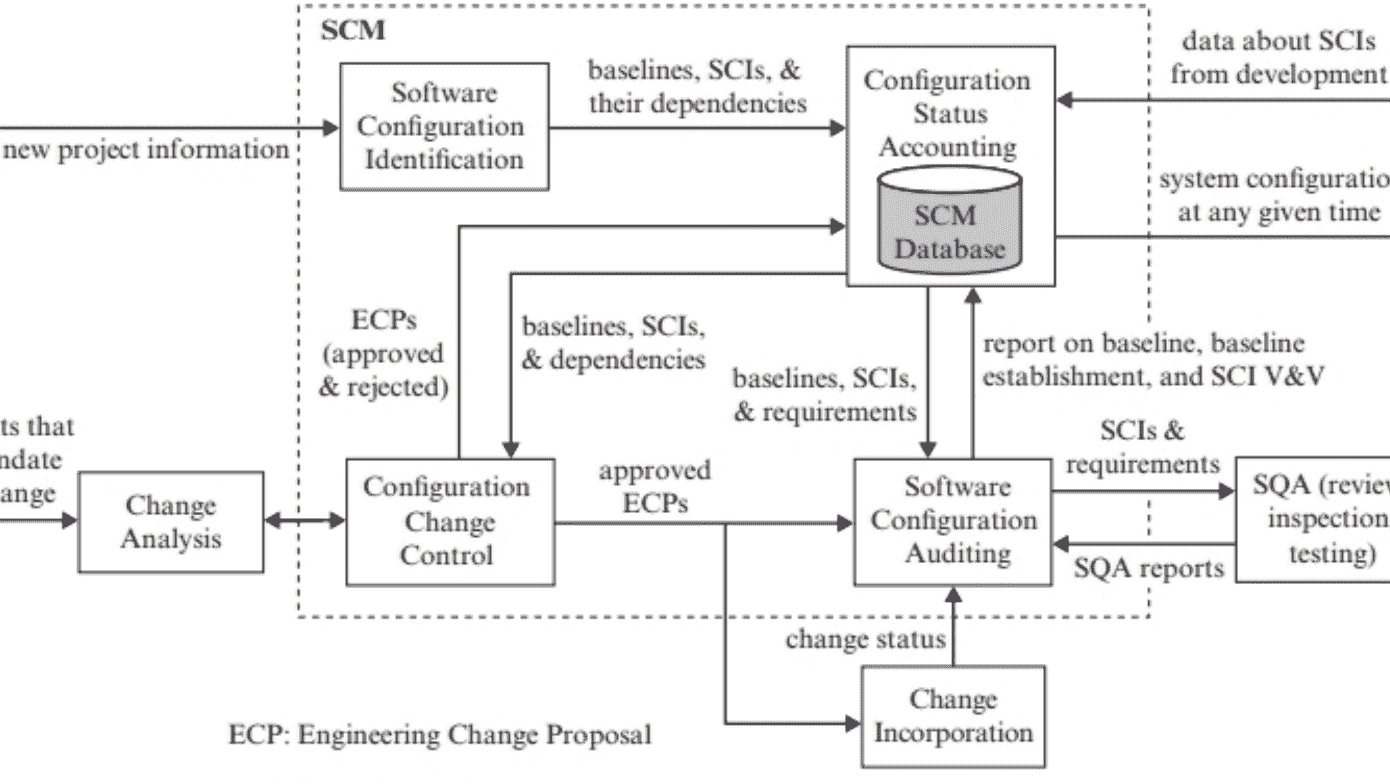 SCM
Software
Configuration
Identification
baselines, SCIs, &
their dependencies
Configuration
Status
Accounting
SCM
Database
data about SCIs
from development
new project information
system configuratio
at any given time
ECPs
(approved
& rejected)
baselines, SCIs,
& dependencies
baselines, SCIs,
& requirements
report on baseline, baseline
establishment, and SCI V&V
ts that
ndate
ange
Change
Analysis
Configuration
Change
Control
approved
ECPs
Software
Configuration
Auditing
SCIs &
requirements
SQA (review
inspection
testing)
SQA reports
change status
Change
Incorporation
ECP: Engineering Change Proposal